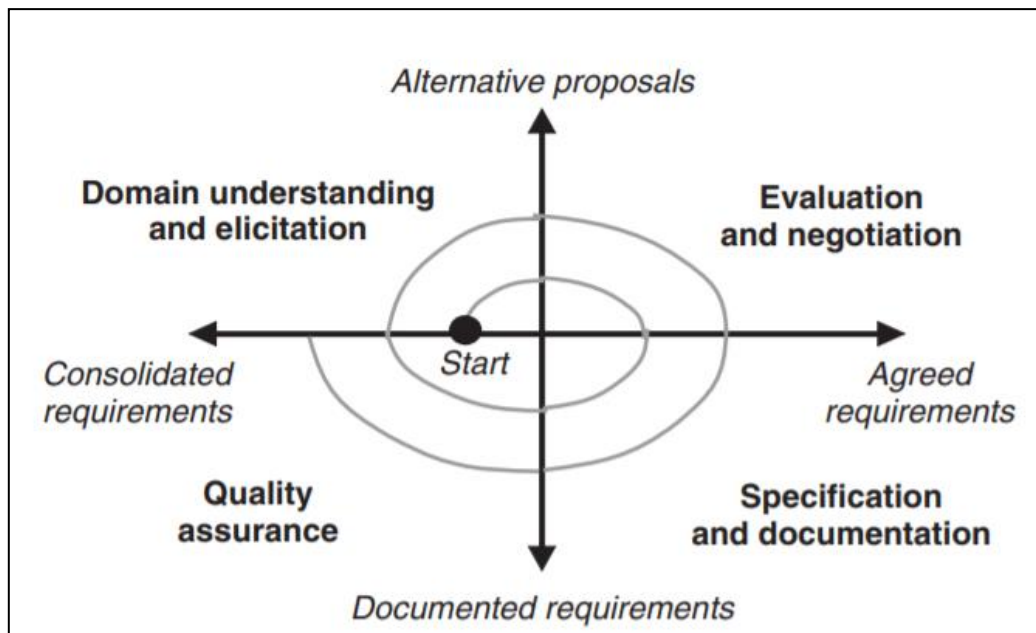 Alternative proposals
Domain understanding
and elicitation
Evaluation
and negotiation
Start
Consolidated
requirements
Agreed
requirements
Quality
assurance
Specification
and documentation
Documented requirements